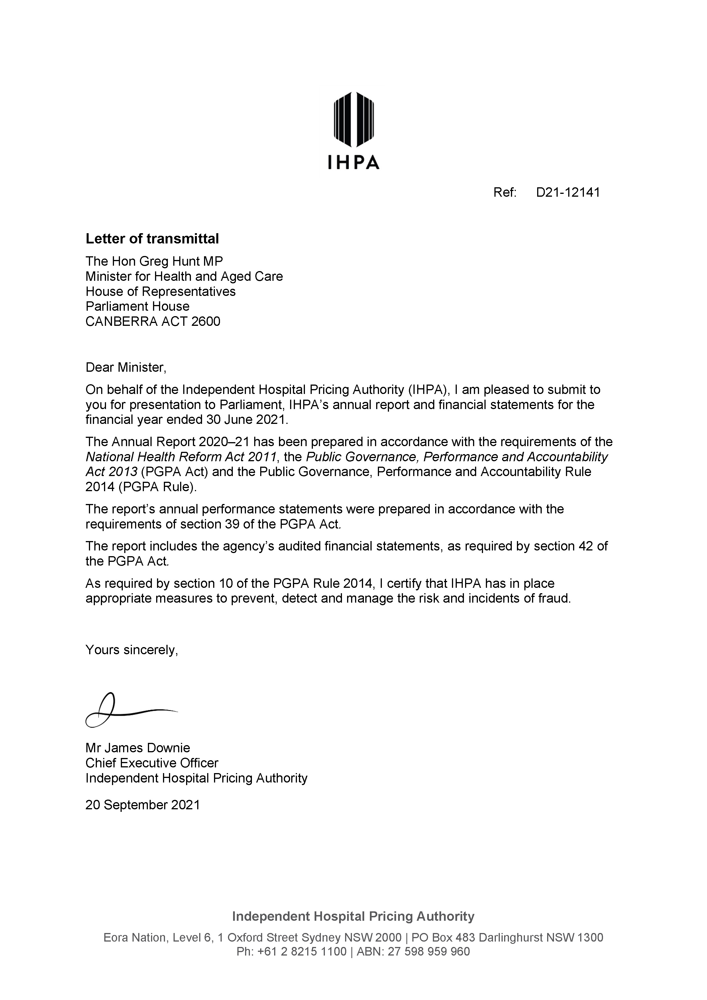 IHPA
Ref: D21-12141
Letter of transmittal
The Hon Greg Hunt MP
Minister for Health and Aged Care
House of Representatives
Parliament House
CANBERRA ACT 2600
Dear Minister,
On behalf of the Independent Hospital Pricing Authority (IHPA), I am pleased to submit to
you for presentation to Parliament, IHPA’s annual report and financial statements for the
financial year ended 30 June 2021.
The Annual Report 2020–21 has been prepared in accordance with the requirements of the
National Health Reform Act 2011, the Public Governance, Performance and Accountability
Act 2013 (PGPA Act) and the Public Governance, Performance and Accountability Rule
2014 (PGPA Rule).
The report’s annual performance statements were prepared in accordance with the
requirements of section 39 of the PGPA Act.
The report includes the agency’s audited financial statements, as required by section 42 of
the PGPA Act.
As required by section 10 of the PGPA Rule 2014, I certify that IHPA has in place
appropriate measures to prevent, detect and manage the risk and incidents of fraud.
Yours sincerely,
Mr James Downie
Chief Executive Officer
Independent Hospital Pricing Authority
20 September 2021
Independent Hospital Pricing Authority
Eora Nation, Level 6, 1 Oxford Street Sydney NSW 2000 | PO Box 483 Darlinghurst NSW 1300
Ph: +61 2 8215 1100 | ABN: 27 598 959 960